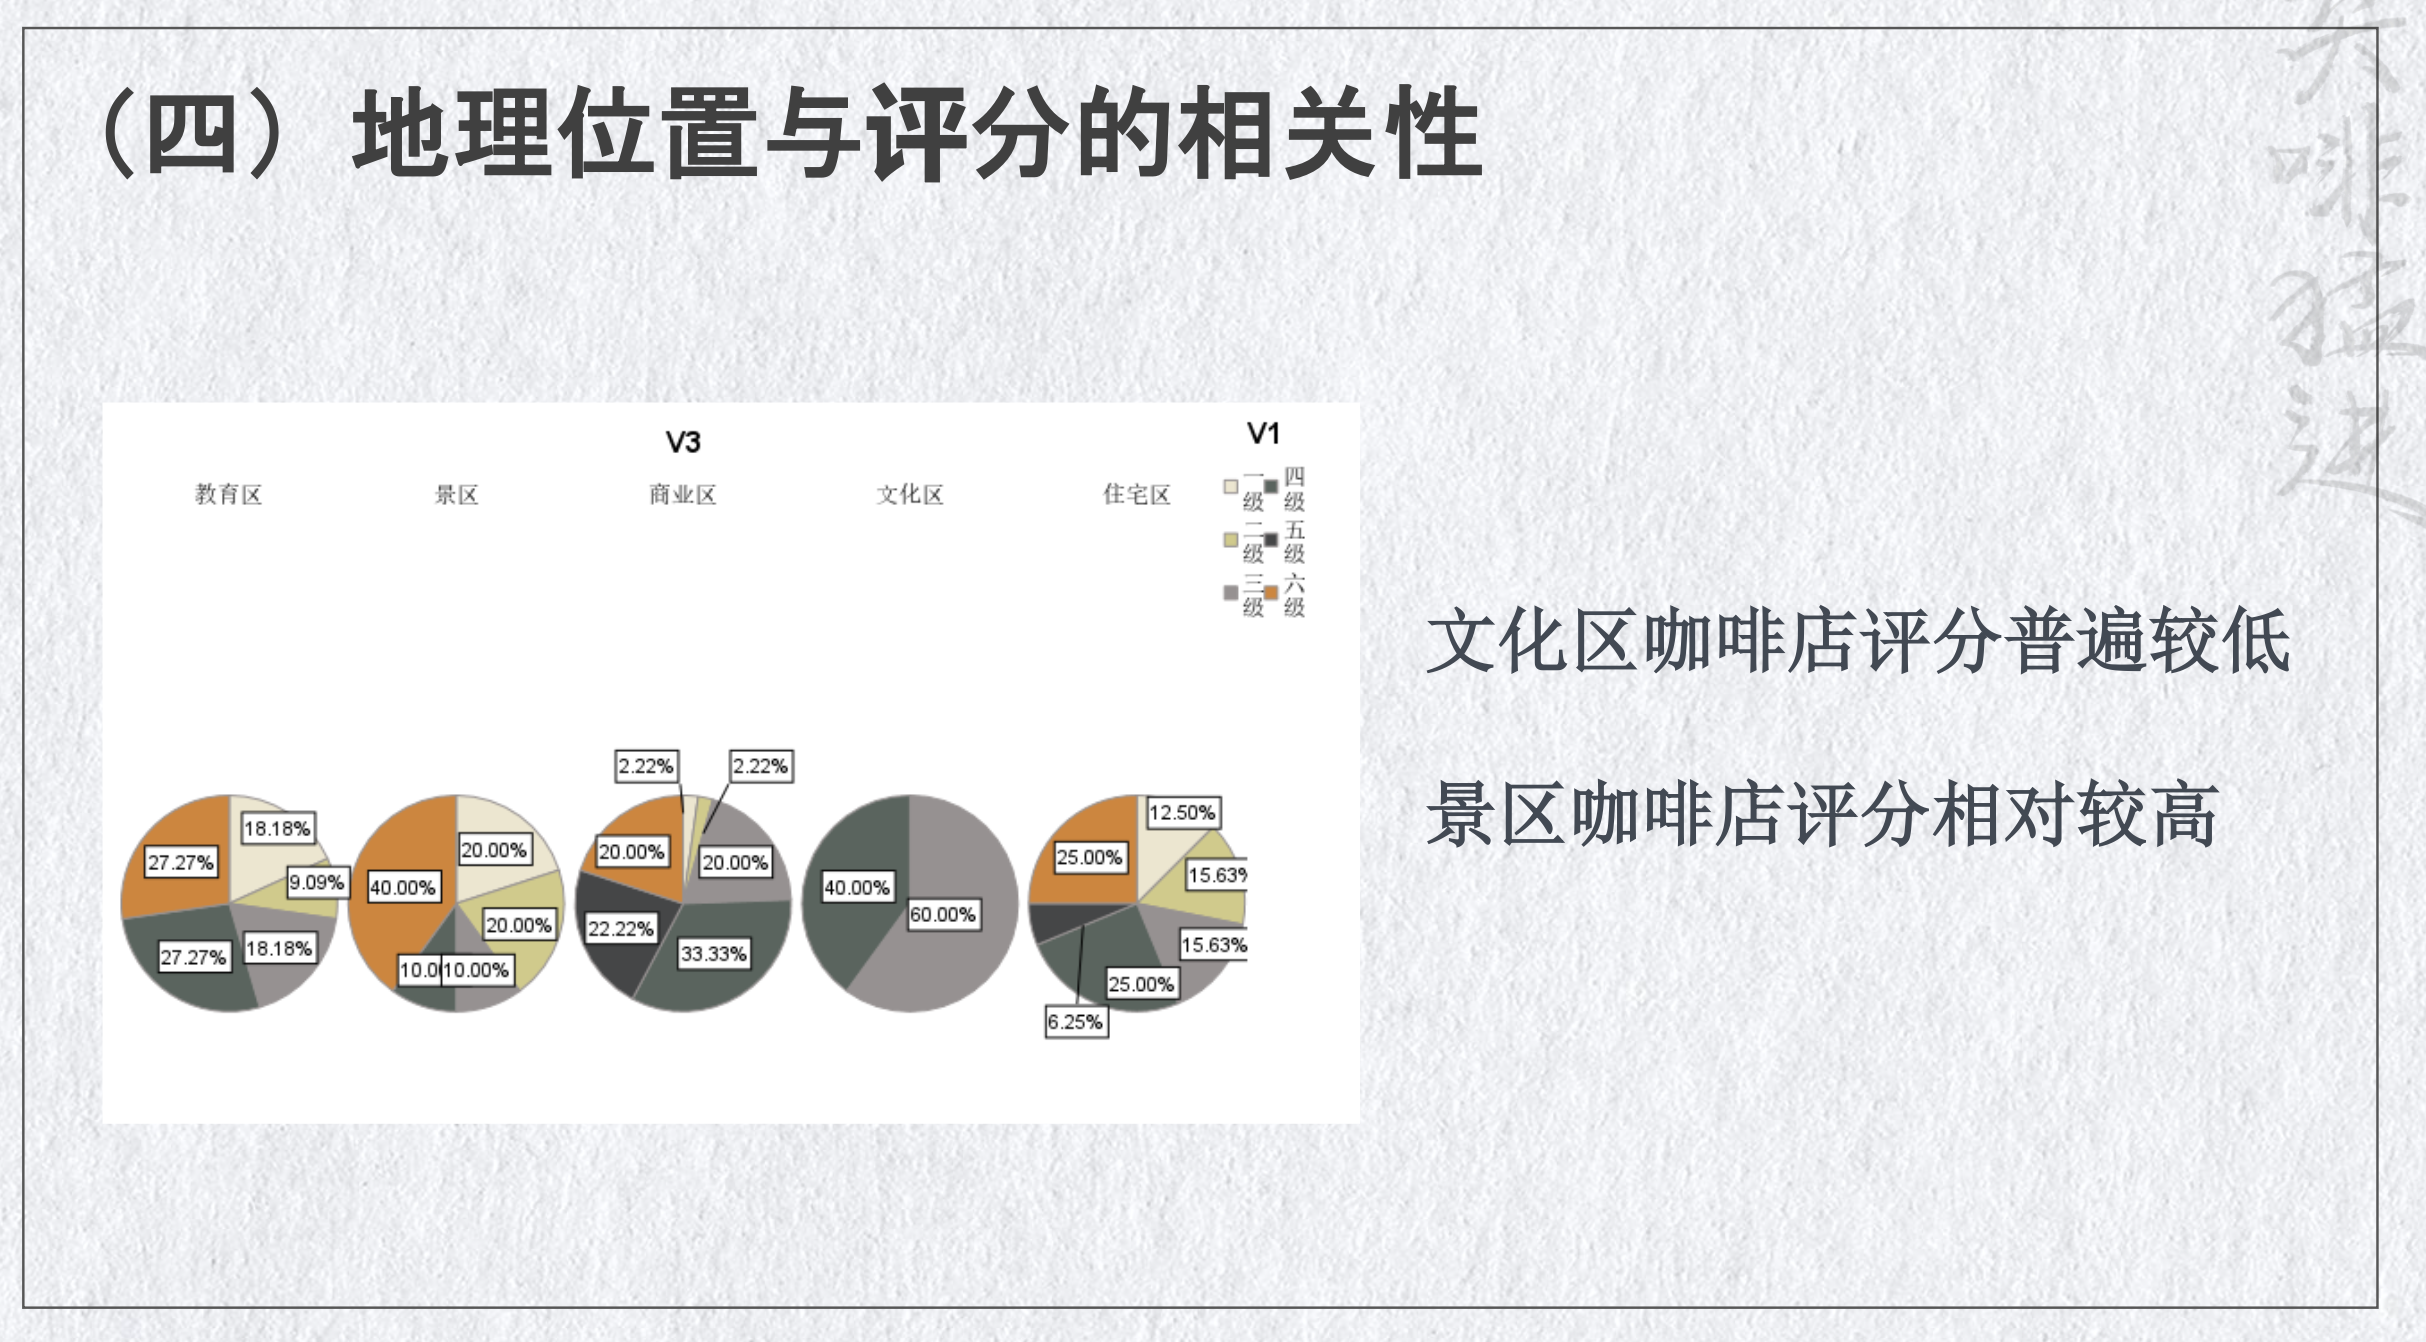 （四）地理位置与评分的相关性
V3
V1
教育区
景区
商业区
文化区
住宅区
一级
四级
二级
五级
三级
六级
18.18%
9.09%
18.18%
27.27%
27.27%
20.00%
20.00%
10.00%
10.0
40.00%
2.22%
2.22%
20.00%
33.33%
22.22%
20.00%
60.00%
40.00%
12.50%
15.63%
15.63%
25.00%
6.25%
25.00%
文化区咖啡店评分普遍较低
景区咖啡店评分相对较高
啡
猛
进